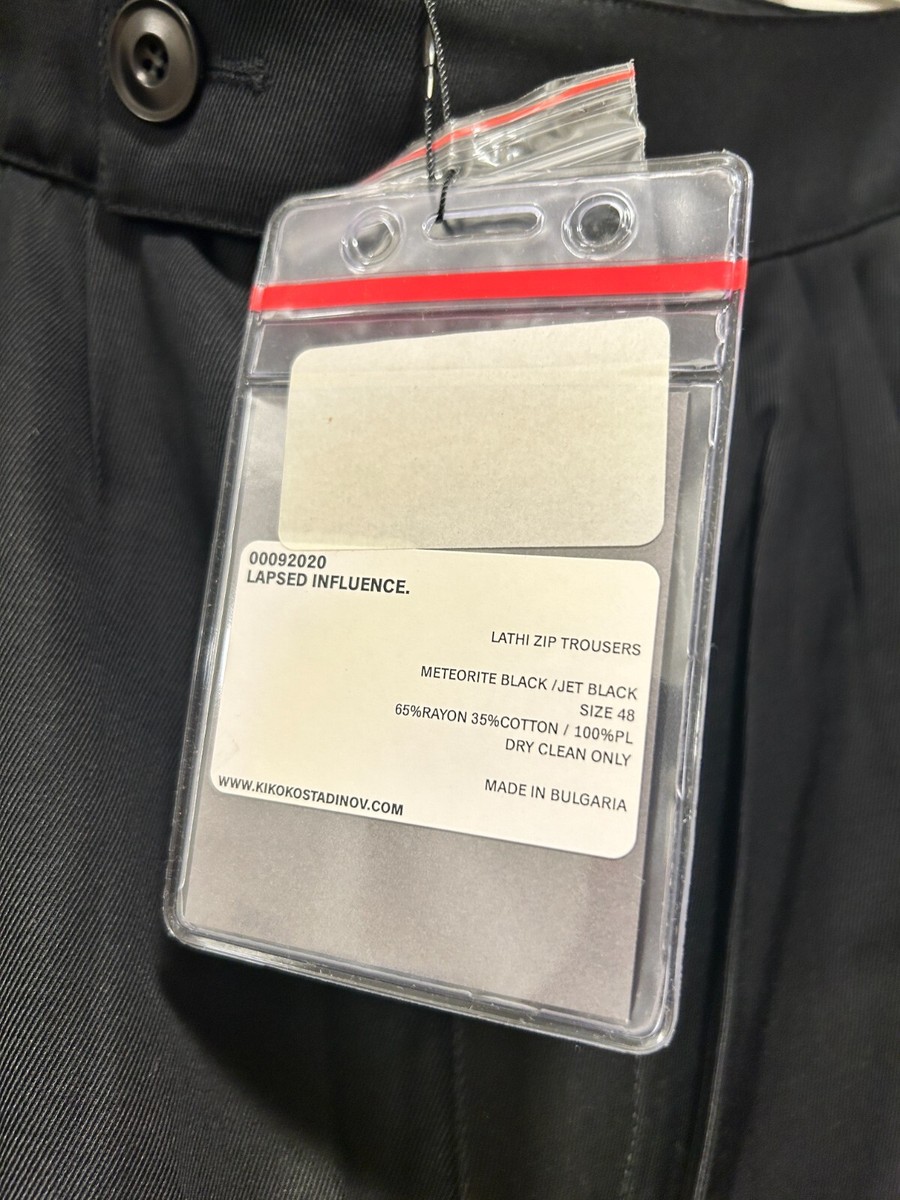 00092020
LAPSED INFLUENCE.
LATHI ZIP TROUSERS
METEORITE BLACK /JET BLACK
SIZE 48
65%RAYON 35%COTTON / 100%PL
DRY CLEAN ONLY
MADE IN BULGARIA
WWW.KIKOKOSTADINOV.COM